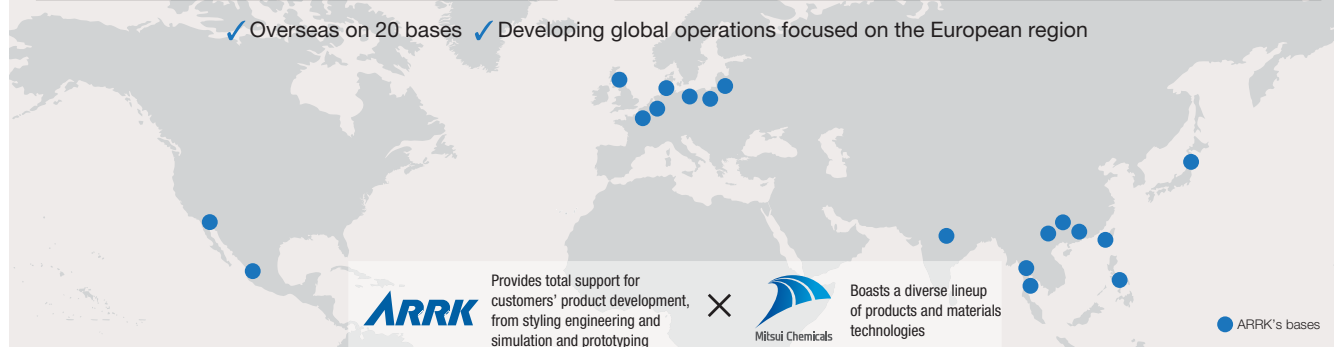 ✓ Overseas on 20 bases ✓ Developing global operations focused on the European region
ARRK
Provides total support for
customers' product development,
from styling engineering and
simulation and prototyping
×
Mitsui Chemicals
Boasts a diverse lineup
of products and materials
technologies
ARRK's bases